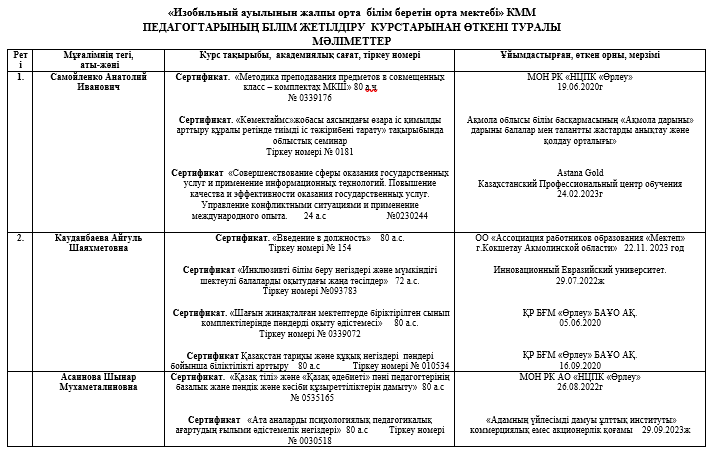 «Изобильный ауылынын жалпы орта білім беретін орта мектебі» КММ
ПЕДАГОГТАРЫНЫҢ БІЛІМ ЖЕТІЛДІРУ КУРСТАРЫНАН ӨТКЕНІ ТУРАЛЫ
МӘЛІМЕТТЕР
Рет
і
Мұғалімнің тегі,
аты-жөні
Курс тақырыбы, академиялық сағат, тіркеу номері
Ұйымдастырған, өткен орны, мерзімі
1.
Самойленко Анатолий
Иванович
Сертификат. «Методика преподавания предметов в совмещенных
класс – комплектах МКШ» 80 а.ч
№ 0339176
МОН РК «НЦПК «Өрлеу»
19.06.2020г
Сертификат. «Көмектаймс»жобасы аясындағы өзара іс қимылды
арттыру құралы ретінде тиімді іс тәжірибені тарату» тақырыбында
облыстық семинар
Тіркеу номері № 0181
Ақмола облысы білім басқармасының «Ақмола дарыны»
дарыны балалар мен талантты жастарды анықтау және
қолдау орталығы»
Сертификат «Совершенствование сферы оказания государственных
услуг и применение информационных технологий. Повышение
качества и эффективности оказания государственных услуг.
Управление конфликтными ситуациями и применение
международного опыта. 24 а.с №0230244
Astana Gold
Казахстанский Профессиональный центр обучения
24.02.2023г
2.
Кауданбаева Айгуль
Шаяхметовна
Сертификат. «Введение в должность» 80 а.с.
Тіркеу номері № 154
ОО «Ассоциация работников образования «Мектеп»
г.Кокшетау Акмолинской области» 22.11. 2023 год
Сертификат «Инклюзивті білім беру негіздері және мүмкіндігі
шектеулі балаларды оқытудағы жаңа тәсілдер» 72 а.с.
Тіркеу номері №093783
Инновационный Евразийский университет.
29.07.2022ж
Сертификат. «Шағын жинақталған мектептерде біріктірілген сынып
комплектілерінде пәндерді оқыту әдістемесі» 80 а.с.
Тіркеу номері № 0339072
ҚР БҒМ «Өрлеу» БАҰО АҚ.
05.06.2020
Сертификат Қазақстан тарихы және құқық негіздері пәндері
бойынша біліктілікті арттыру 80 а.с Тіркеу номері № 010534
ҚР БҒМ «Өрлеу» БАҰО АҚ.
16.09.2020
Асаинова Шынар
Мухаметалиновна
Сертификат. «Қазақ тілі» және «Қазақ әдебиеті» пәні педагогтерінің
базалық және пәндік және кәсіби құзыреттіліктерін дамыту» 80 а.с
№ 0535165
МОН РК АО «НЦПК «Өрлеу»
26.08.2022г
Сертификат «Ата аналарды психологиялық педагогикалық
ағартудың ғылыми әдістемелік негіздері» 80 а.с Тіркеу номері
№ 0030518
«Адамның үйлесімді дамуы ұлттық институты»
коммерциялық емес акционерлік қоғамы 29.09.2023ж